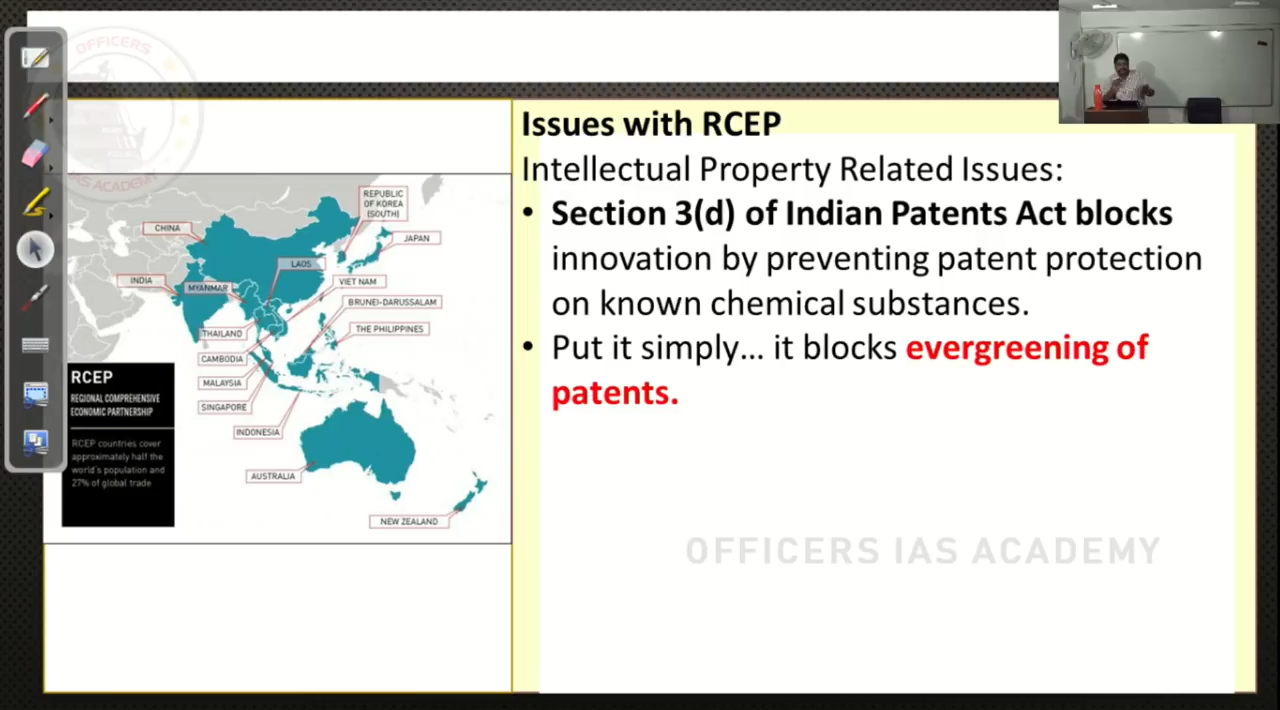 OFFICERS
IAS ACADEMY
Issues with RCEP
Intellectual Property Related Issues:
• Section 3(d) of Indian Patents Act blocks
innovation by preventing patent protection
on known chemical substances.
• Put it simply... it blocks evergreening of
patents.
REPUBLIC
OF KOREA
(SOUTH)
CHINA
JAPAN
LAOS
INDIA
MYANMAR
VIET NAM
BRUNEI-DARUSSALAM
THAILAND
THE PHILIPPINES
CAMBODIA
MALAYSIA
SINGAPORE
INDONESIA
AUSTRALIA
NEW ZEALAND
RCEP
REGIONAL COMPREHENSIVE
ECONOMIC PARTNERSHIP
RCEP countries cover
approximately half the
world's population and
27% of global trade
OFFICERS IAS ACADEMY